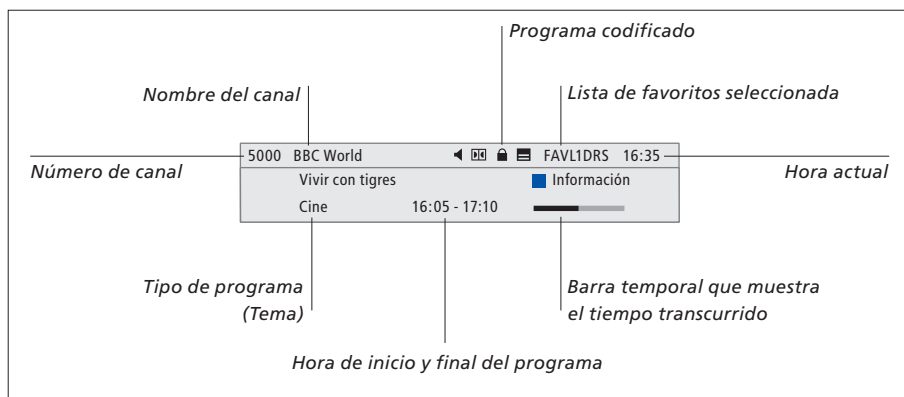 Programa codificado
Nombre del canal
Lista de favoritos seleccionada
5000 BBC World FAVL1DRS 16:35
Número de canal
Hora actual
Vivir con tigres Información
Cine 16:05 - 17:10
Tipo de programa
(Tema)
Barra temporal que muestra
el tiempo transcurrido
Hora de inicio y final del programa